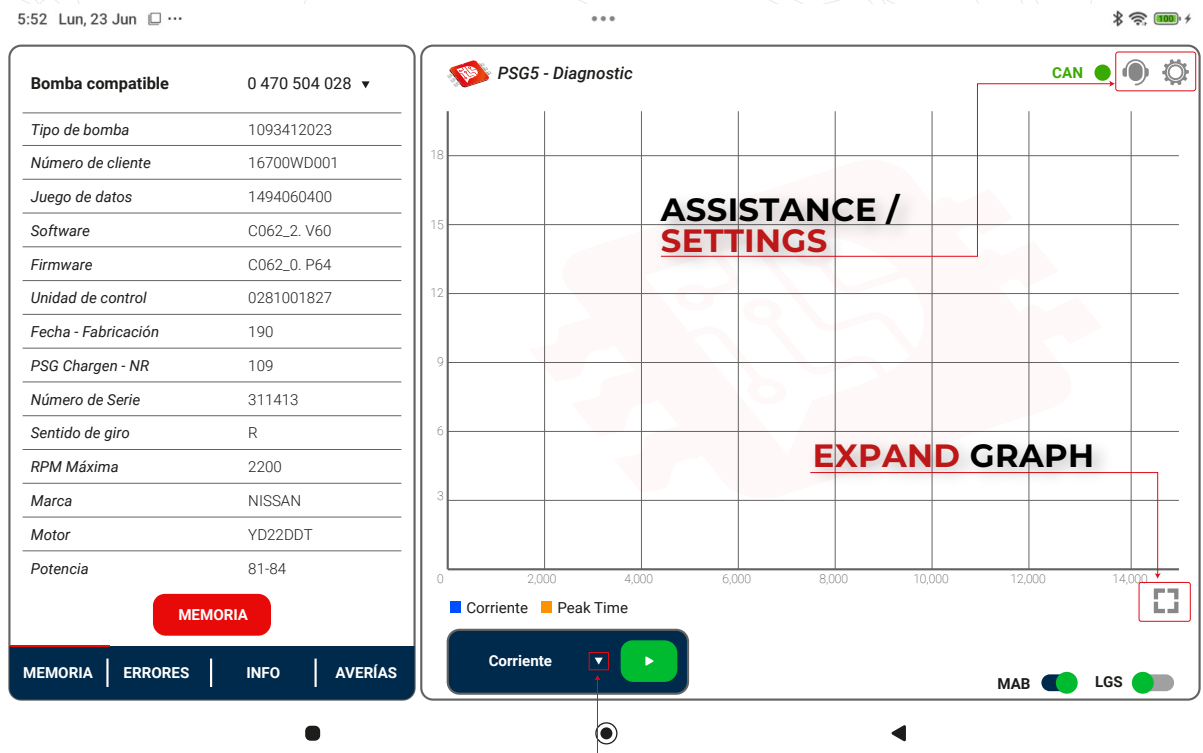 5:52 Lun, 23 Jun
100
Bomba compatible 0 470 504 028
Tipo de bomba 1093412023
Número de cliente 16700WD001
Juego de datos 1494060400
Software C062_2. V60
Firmware C062_0. P64
Unidad de control 0281001827
Fecha - Fabricación 190
PSG Chargen - NR 109
Número de Serie 311413
Sentido de giro R
RPM Máxima 2200
Marca NISSAN
Motor YD22DDT
Potencia 81-84
MEMORIA
MEMORIA ERRORES INFO AVERÍAS
PSG5 - Diagnostic
CAN
18
15
12
9
6
3
0 2,000 4,000 6,000 8,000 10,000 12,000 14,000
ASSISTANCE /
SETTINGS
EXPAND GRAPH
Corriente Peak Time
Corriente
MAB LGS